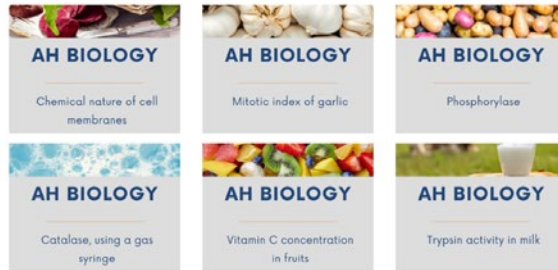 AH BIOLOGY
Chemical nature of cell
membranes
AH BIOLOGY
Mitotic index of garlic
AH BIOLOGY
Phosphorylase
AH BIOLOGY
Catalase, using a gas
syringe
AH BIOLOGY
Vitamin C concentration
in fruits
AH BIOLOGY
Trypsin activity in milk